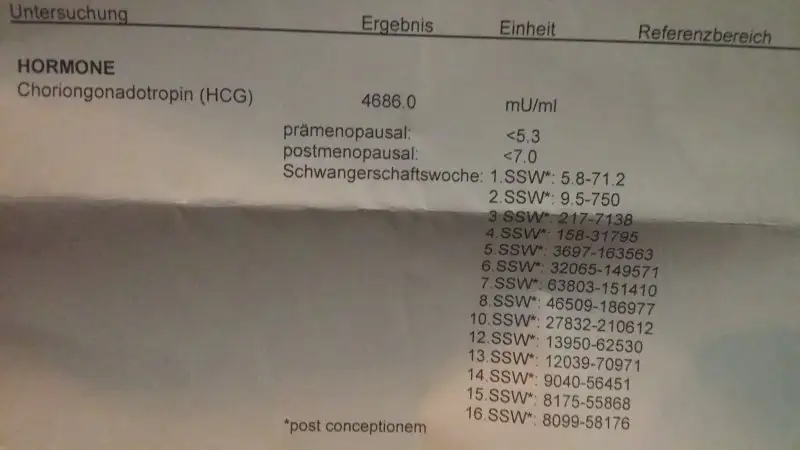 Untersuchung Ergebnis Einheit Referenzbereich
HORMONE
Choriongonadotropin (HCG) 4686.0 mU/ml
prämenopausal: <5.3
postmenopausal: <7.0
Schwangerschaftswoche: 1.SSW*: 5.8-71.2
2.SSW*: 9.5-750
3.SSW*: 217-7138
4.SSW*: 158-31795
5.SSW*: 3697-163563
6.SSW*: 32065-149571
7.SSW*: 63803-151410
8.SSW*: 46509-186977
10.SSW*: 27832-210612
12.SSW*: 13950-62530
13.SSW*: 12039-70971
14.SSW*: 9040-56451
15.SSW*: 8175-55868
16.SSW*: 8099-58176
*post conceptionem